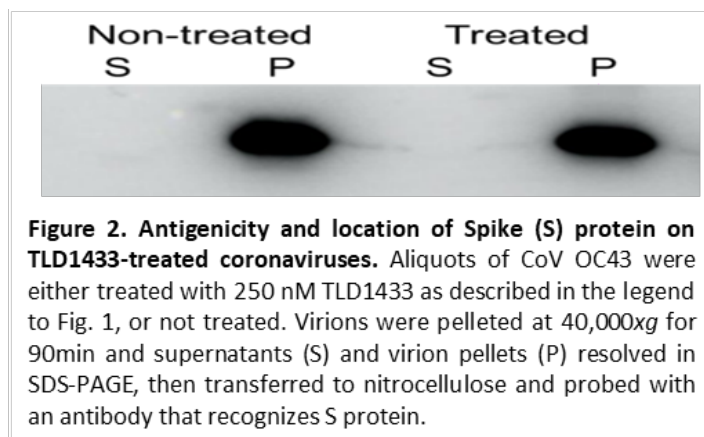 Non-treated Treated
S P S P
Figure 2. Antigenicity and location of Spike (S) protein on
TLD1433-treated coronaviruses. Aliquots of CoV OC43 were
either treated with 250 nM TLD1433 as described in the legend
to Fig. 1, or not treated. Virions were pelleted at 40,000xg for
90min and supernatants (S) and virion pellets (P) resolved in
SDS-PAGE, then transferred to nitrocellulose and probed with
an antibody that recognizes S protein.